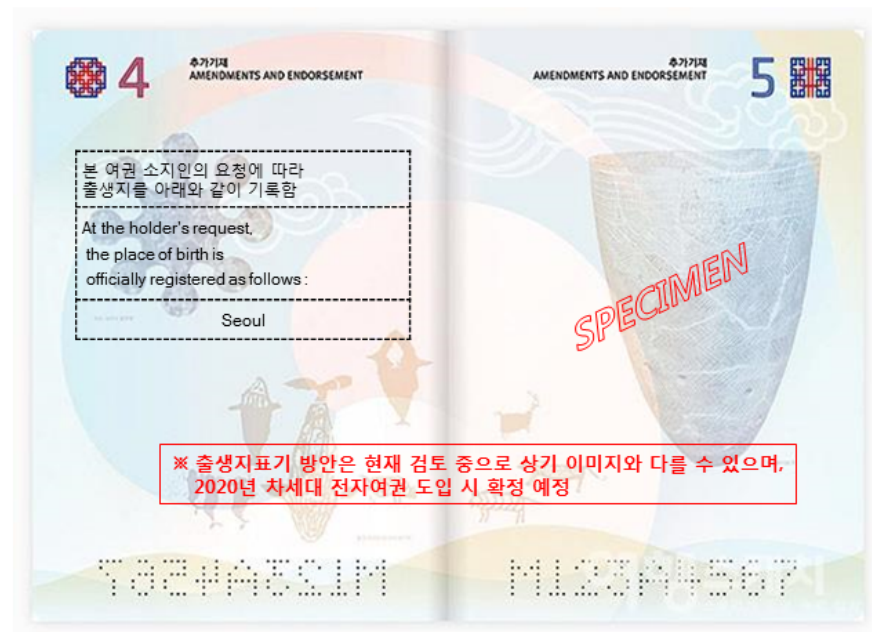 4
추가기재
AMENDMENTS AND ENDORSEMENT
본 여권 소지인의 요청에 따라
출생지를 아래와 같이 기록함
At the holder's request,
the place of birth is
officially registered as follows :
Seoul
추가기재
AMENDMENTS AND ENDORSEMENT
5
SPECIMEN
※ 출생지표기 방안은 현재 검토 중으로 상기 이미지와 다를 수 있으며,
2020년 차세대 전자여권 도입 시 확정 예정
M123A4567
M123A4567